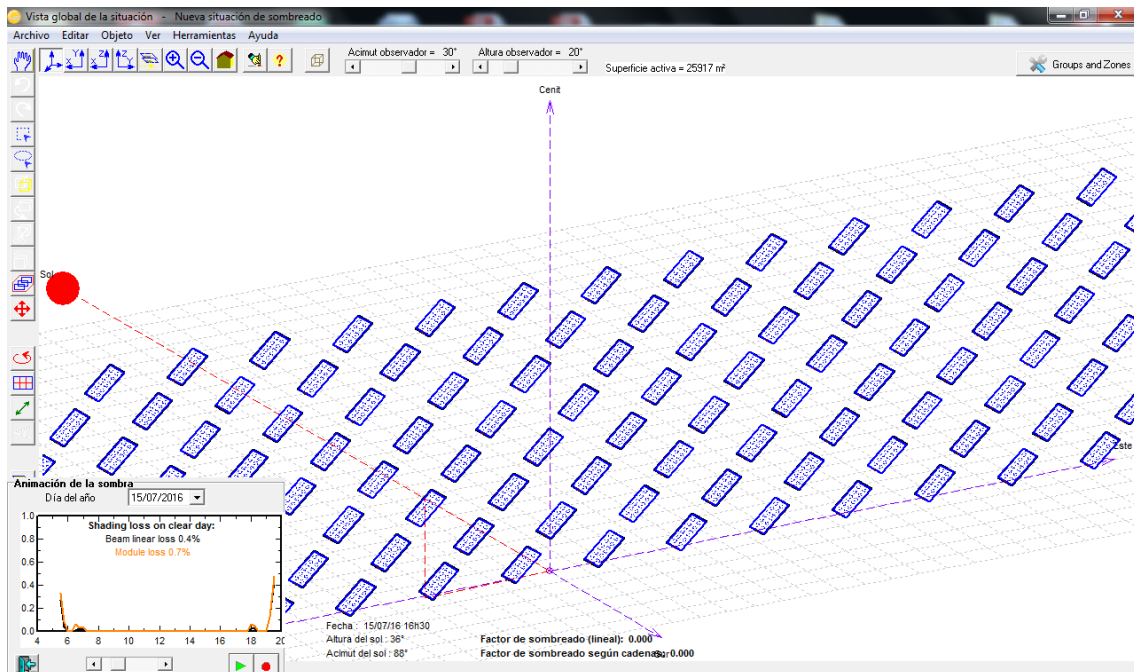 Vista global de la situación - Nueva situación de sombreado
Archivo Editar Objeto Ver Herramientas Ayuda
Acimut observador = 30° Altura observador = 20°
Superficie activa = 25917 m²
Groups and Zones
Cenit
Sol
Este
Animación de la sombra
Día del año 15/07/2016
Shading loss on clear day:
Beam linear loss 0.4%
Module loss 0.7%
1.0
0.8
0.6
0.4
0.2
0.0
4 6 8 10 12 14 16 18 20
Fecha : 15/07/16 16h30
Altura del sol : 36° Factor de sombreado (lineal): 0.000
Acimut del sol : 88° Factor de sombreado según cadenas: 0.000
Sur